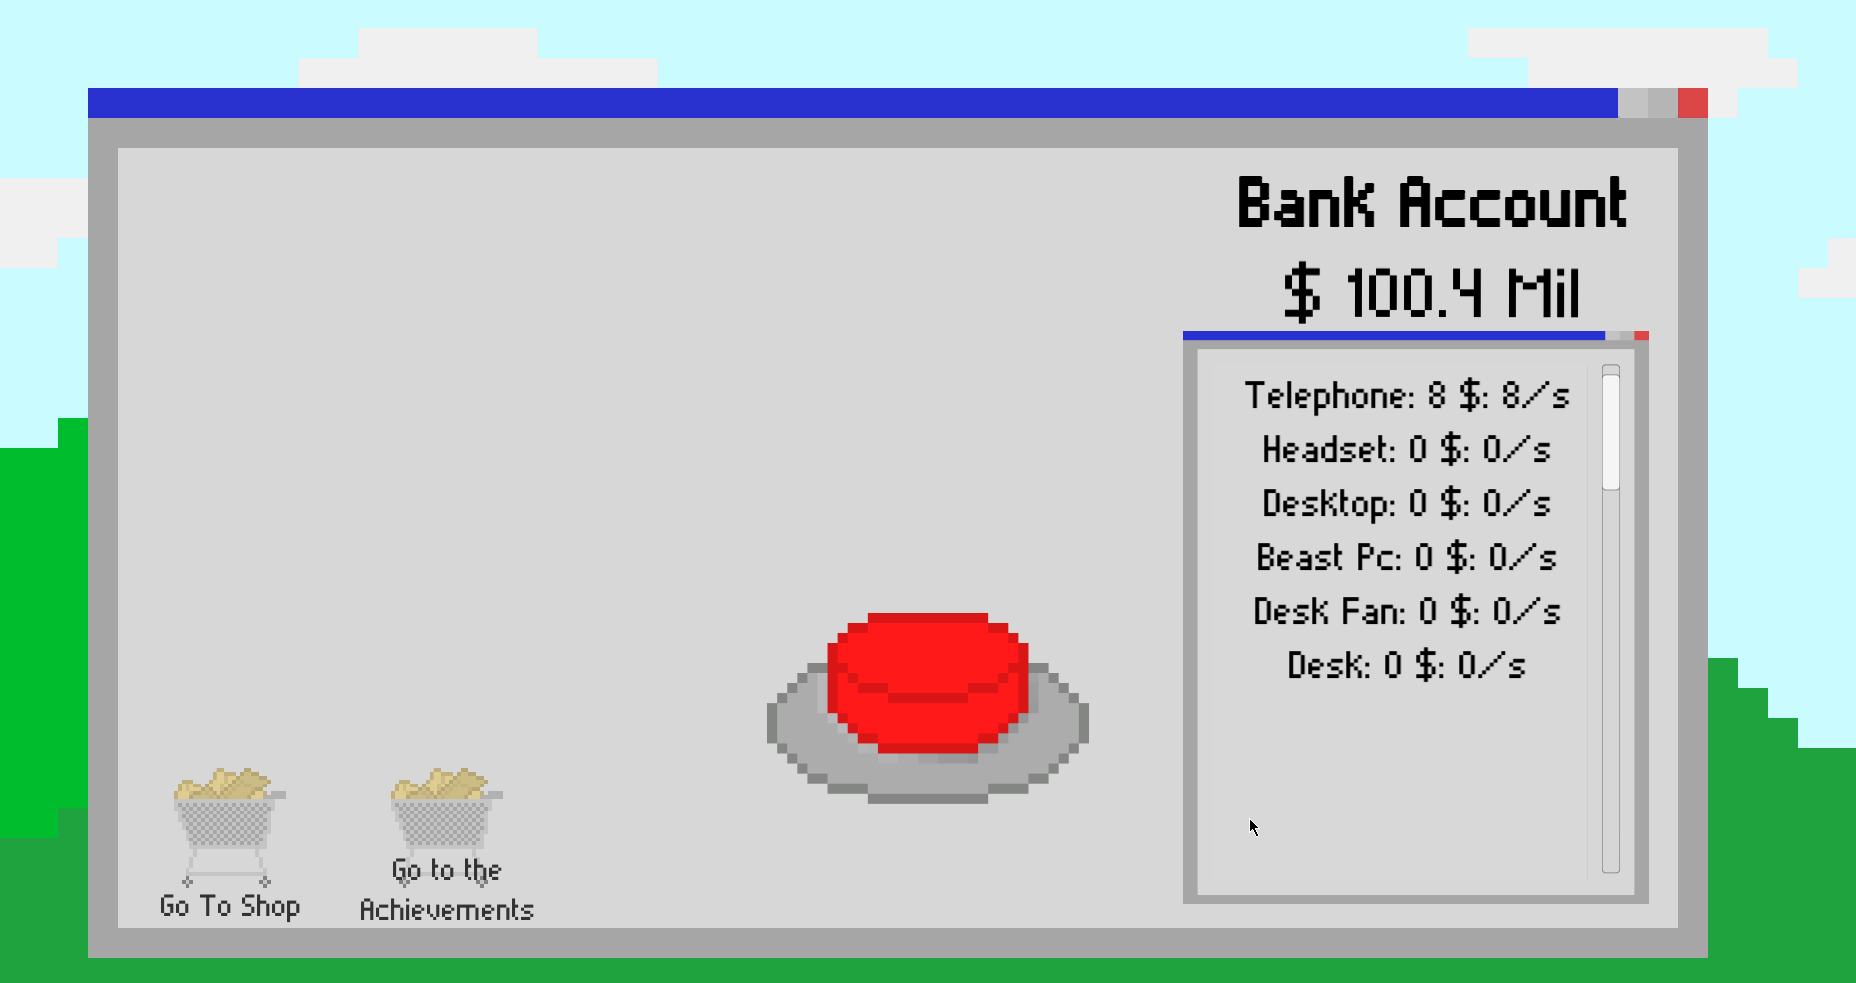 Bank Account
$ 100.4 Mil
Telephone: 8 $: 8/s
Headset: 0 $: 0/s
Desktop: 0 $: 0/s
Beast Pc: 0 $: 0/s
Desk Fan: 0 $: 0/s
Desk: 0 $: 0/s
Go To Shop
Go to the
Achievements